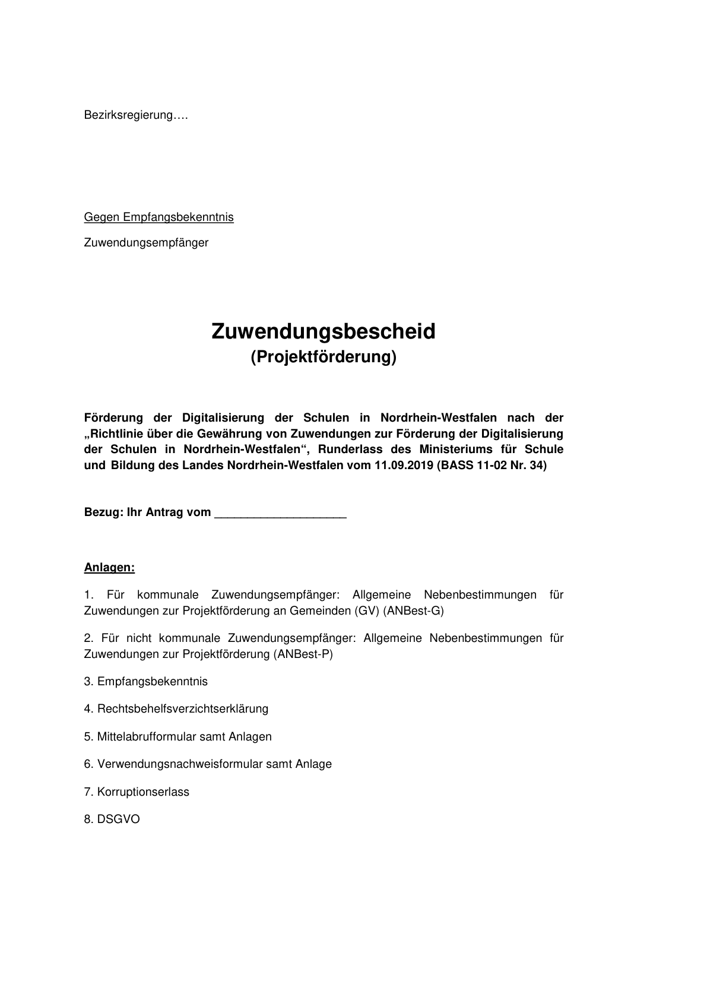 Bezirksregierung….
Gegen Empfangsbekenntnis
Zuwendungsempfänger
Zuwendungsbescheid
(Projektförderung)
Förderung der Digitalisierung der Schulen in Nordrhein-Westfalen nach der
„Richtlinie über die Gewährung von Zuwendungen zur Förderung der Digitalisierung
der Schulen in Nordrhein-Westfalen“, Runderlass des Ministeriums für Schule
und Bildung des Landes Nordrhein-Westfalen vom 11.09.2019 (BASS 11-02 Nr. 34)
Bezug: Ihr Antrag vom ____________________
Anlagen:
1. Für kommunale Zuwendungsempfänger: Allgemeine Nebenbestimmungen für
Zuwendungen zur Projektförderung an Gemeinden (GV) (ANBest-G)
2. Für nicht kommunale Zuwendungsempfänger: Allgemeine Nebenbestimmungen für
Zuwendungen zur Projektförderung (ANBest-P)
3. Empfangsbekenntnis
4. Rechtsbehelfsverzichtserklärung
5. Mittelabrufformular samt Anlagen
6. Verwendungsnachweisformular samt Anlage
7. Korruptionserlass
8. DSGVO